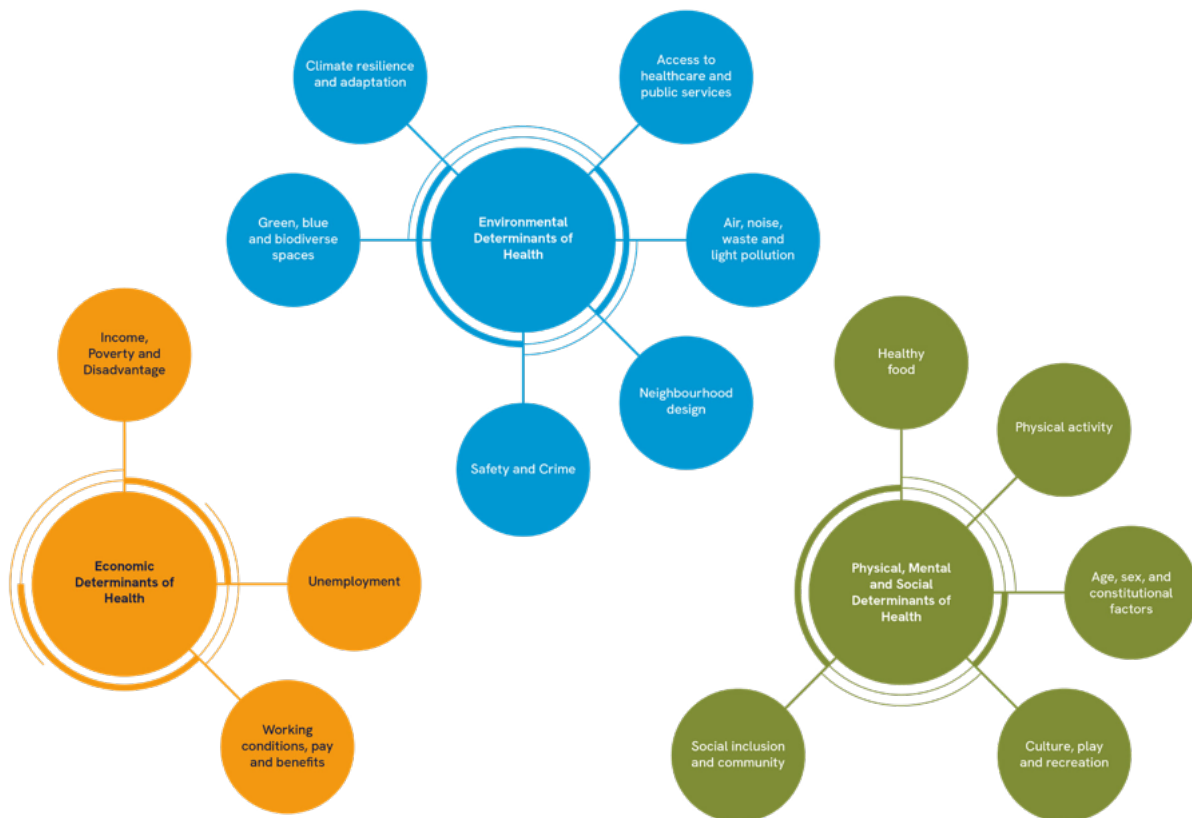 Climate resilience
and adaptation
Access to
healthcare and
public services
Green, blue
and biodiverse
spaces
Environmental
Determinants of
Health
Air, noise,
waste and
light pollution
Neighbourhood
design
Safety and Crime
Income,
Poverty and
Disadvantage
Economic
Determinants of
Health
Unemployment
Working
conditions, pay
and benefits
Healthy
food
Physical activity
Physical, Mental
and Social
Determinants of
Health
Age, sex, and
constitutional
factors
Social inclusion
and community
Culture, play
and recreation